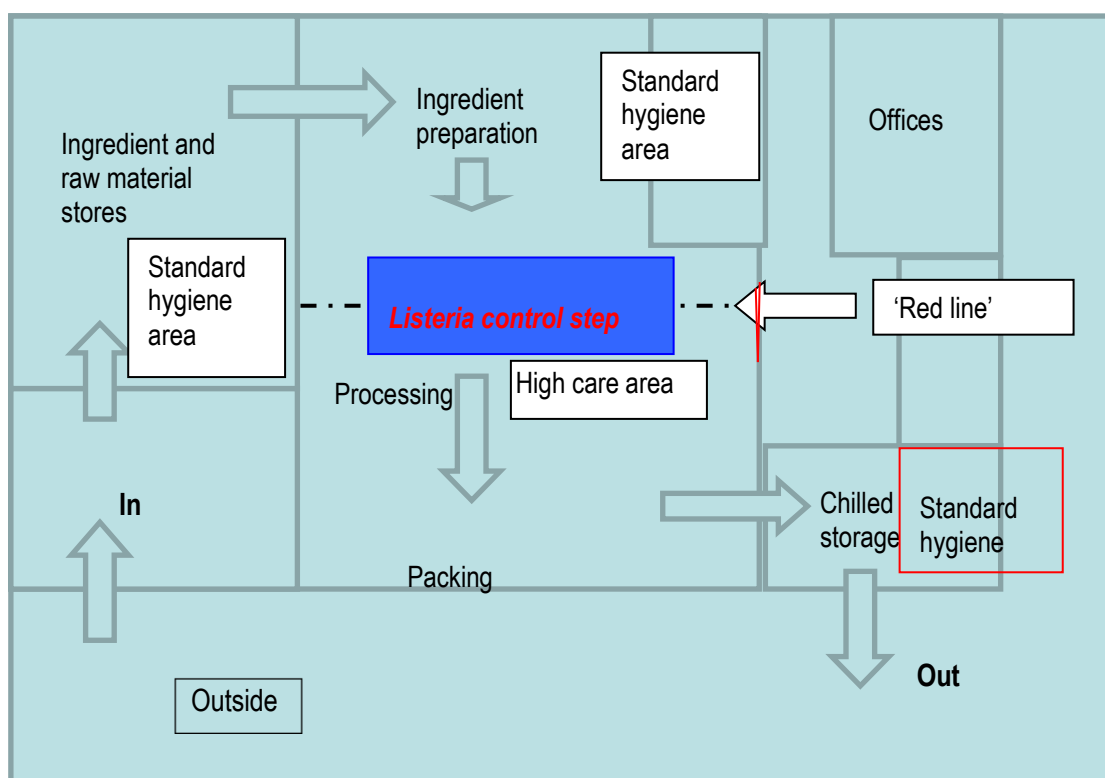 Ingredient and
raw material
stores
Ingredient
preparation
Standard
hygiene
area
Offices
Standard
hygiene
area
Listeria control step
‘Red line’
Processing
High care area
In
Chilled
storage
Standard
hygiene
Packing
Outside
Out